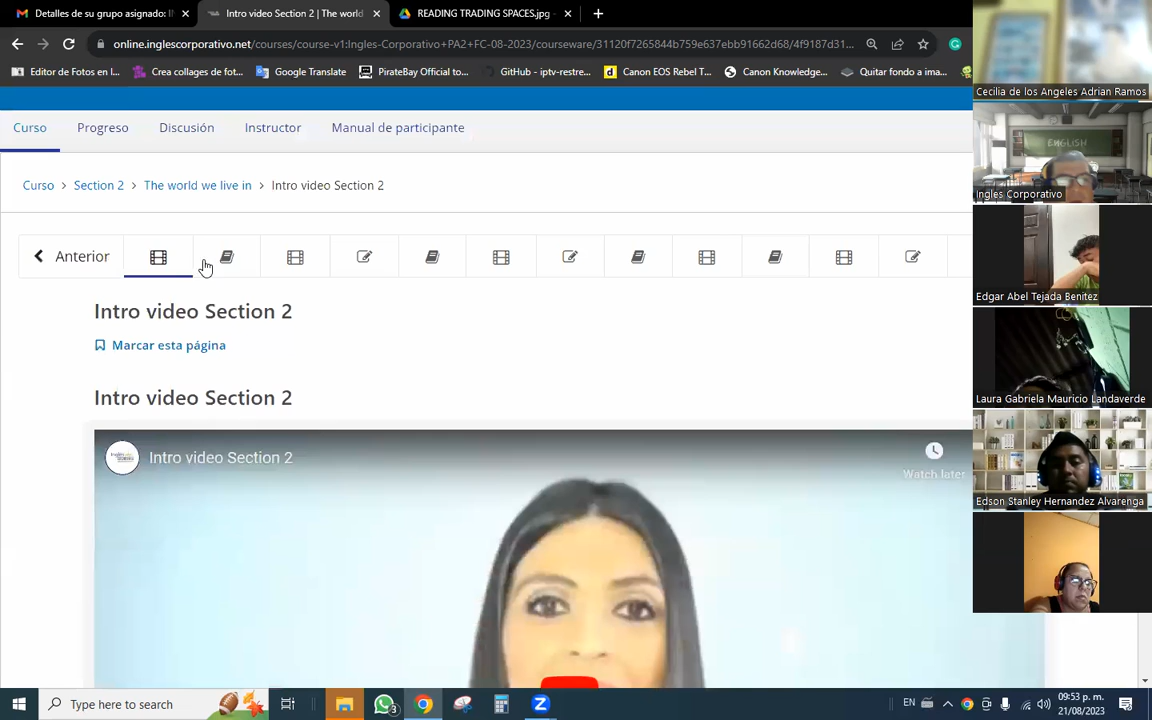 Detalles de su grupo asignado: I
Intro video Section 2 | The world
READING TRADING SPACES.jpg -
online.inglescorporativo.net/courses/course-v1:Ingles-Corporativo+PA2+FC-08-2023/courseware/31120f7265844b759e637ebb91662d68/4f9187d31...
Editor de Fotos en l...
Crea collages de fot...
Google Translate
PirateBay Official to...
GitHub - iptv-restre...
Canon EOS Rebel T...
Canon Knowledge...
Quitar fondo a ima...
Curso
Progreso
Discusión
Instructor
Manual de participante
Curso > Section 2 > The world we live in > Intro video Section 2
Anterior
Intro video Section 2
Marcar esta página
Intro video Section 2
Intro video Section 2
Watch later
Cecilia de los Angeles Adrian Ramos
ENGLISH
Ingles Corporativo
Edgar Abel Tejada Benitez
Laura Gabriela Mauricio Landaverde
Edson Stanley Hernandez Alvarenga
Type here to search
3
EN
09:53 p. m.
21/08/2023